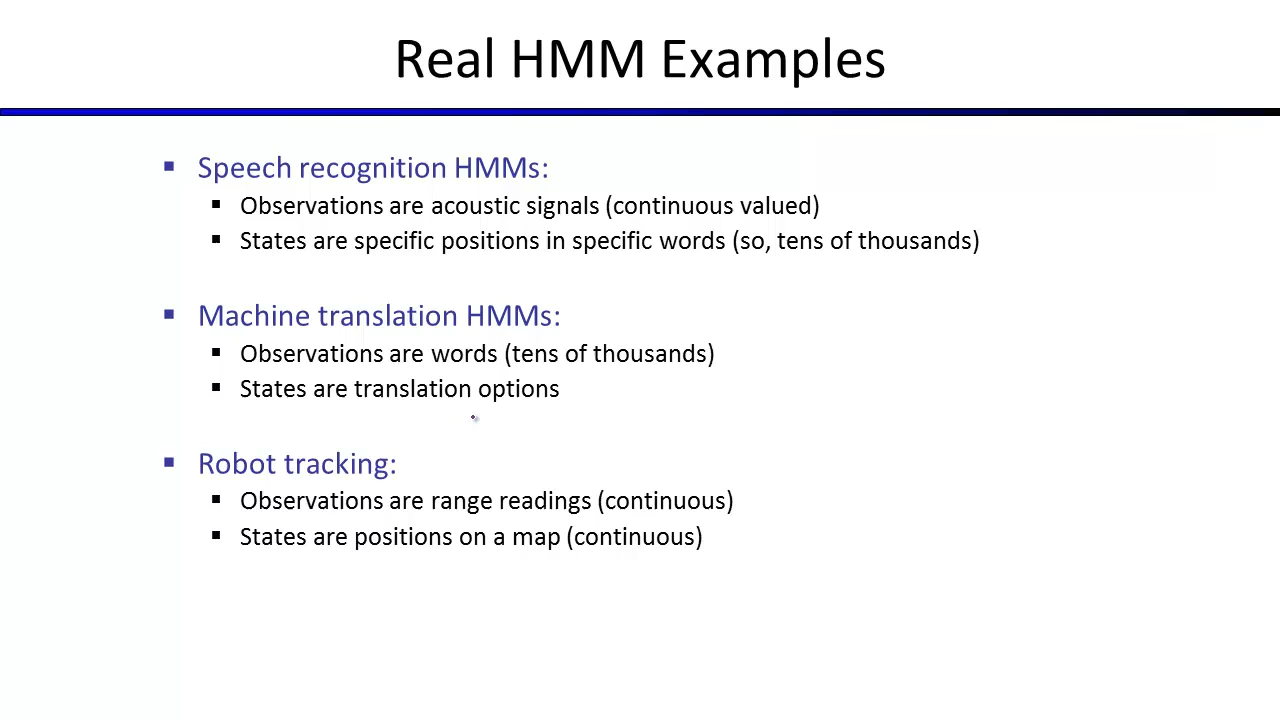 Real HMM Examples
Speech recognition HMMs:
Observations are acoustic signals (continuous valued)
States are specific positions in specific words (so, tens of thousands)
Machine translation HMMs:
Observations are words (tens of thousands)
States are translation options
Robot tracking:
Observations are range readings (continuous)
States are positions on a map (continuous)